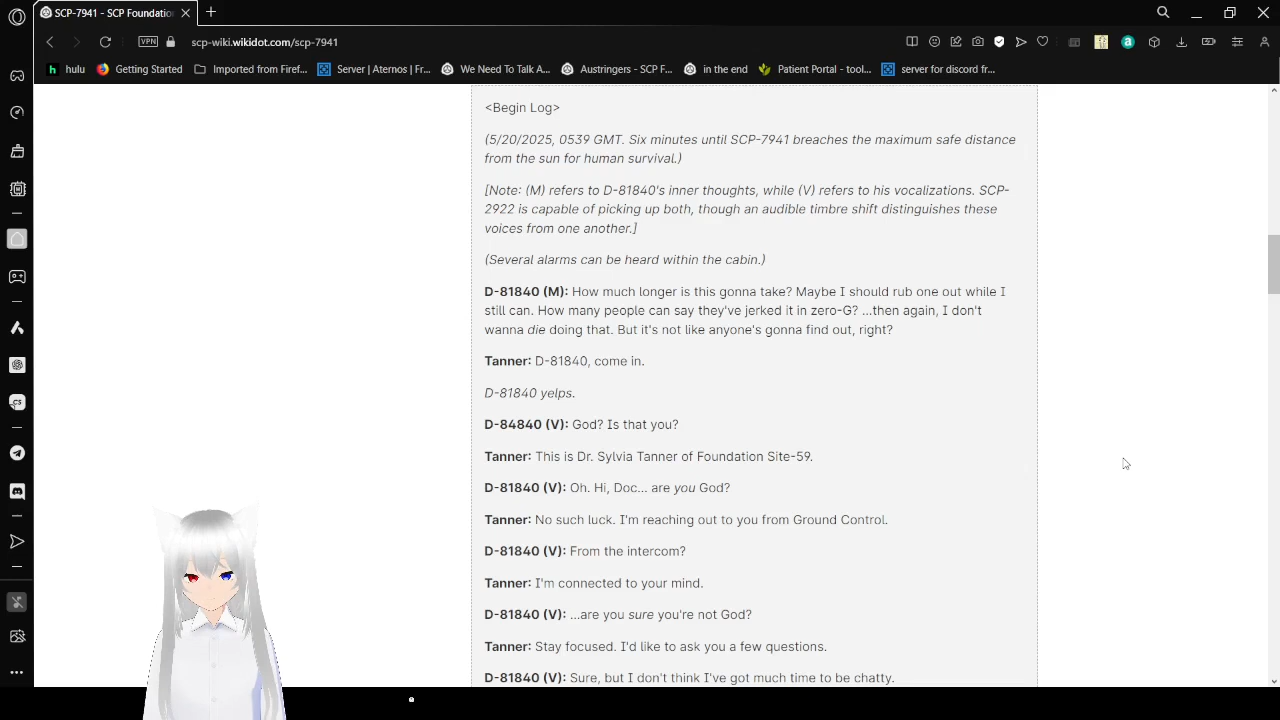 SCP-7941 - SCP Foundatio
scp-wiki.wikidot.com/scp-7941
VPN
hulu
Getting Started
Imported from Firef...
Server | Aternos | Fr...
We Need To Talk A...
Austringers - SCP F...
in the end
Patient Portal - tool...
server for discord fr...
<Begin Log>
(5/20/2025, 0539 GMT. Six minutes until SCP-7941 breaches the maximum safe distance
from the sun for human survival.)
[Note: (M) refers to D-81840's inner thoughts, while (V) refers to his vocalizations. SCP-
2922 is capable of picking up both, though an audible timbre shift distinguishes these
voices from one another.]
(Several alarms can be heard within the cabin.)
D-81840 (M): How much longer is this gonna take? Maybe I should rub one out while I
still can. How many people can say they've jerked it in zero-G? ...then again, I don't
wanna die doing that. But it's not like anyone's gonna find out, right?
Tanner: D-81840, come in.
D-81840 yelps.
D-84840 (V): God? Is that you?
Tanner: This is Dr. Sylvia Tanner of Foundation Site-59.
D-81840 (V): Oh. Hi, Doc... are you God?
Tanner: No such luck. I'm reaching out to you from Ground Control.
D-81840 (V): From the intercom?
Tanner: I'm connected to your mind.
D-81840 (V): ...are you sure you're not God?
Tanner: Stay focused. I'd like to ask you a few questions.
D-81840 (V): Sure, but I don't think I've got much time to be chatty.